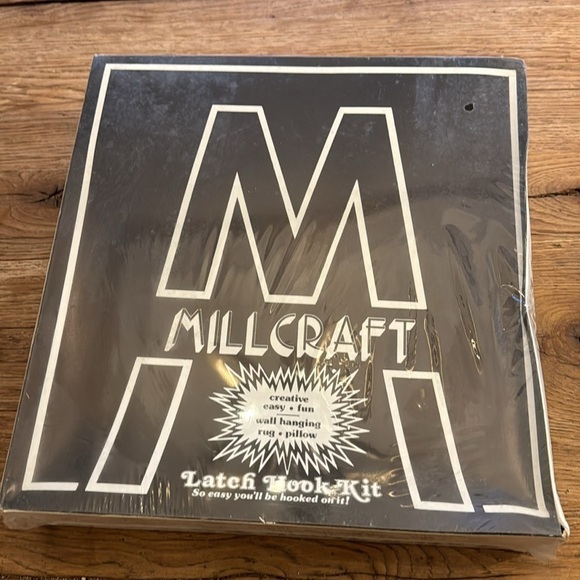 M
MILLCRAFT
creative
easy • fun
wall hanging
rug • pillow
Latch Hook Kit
So easy you'll be hooked on it!